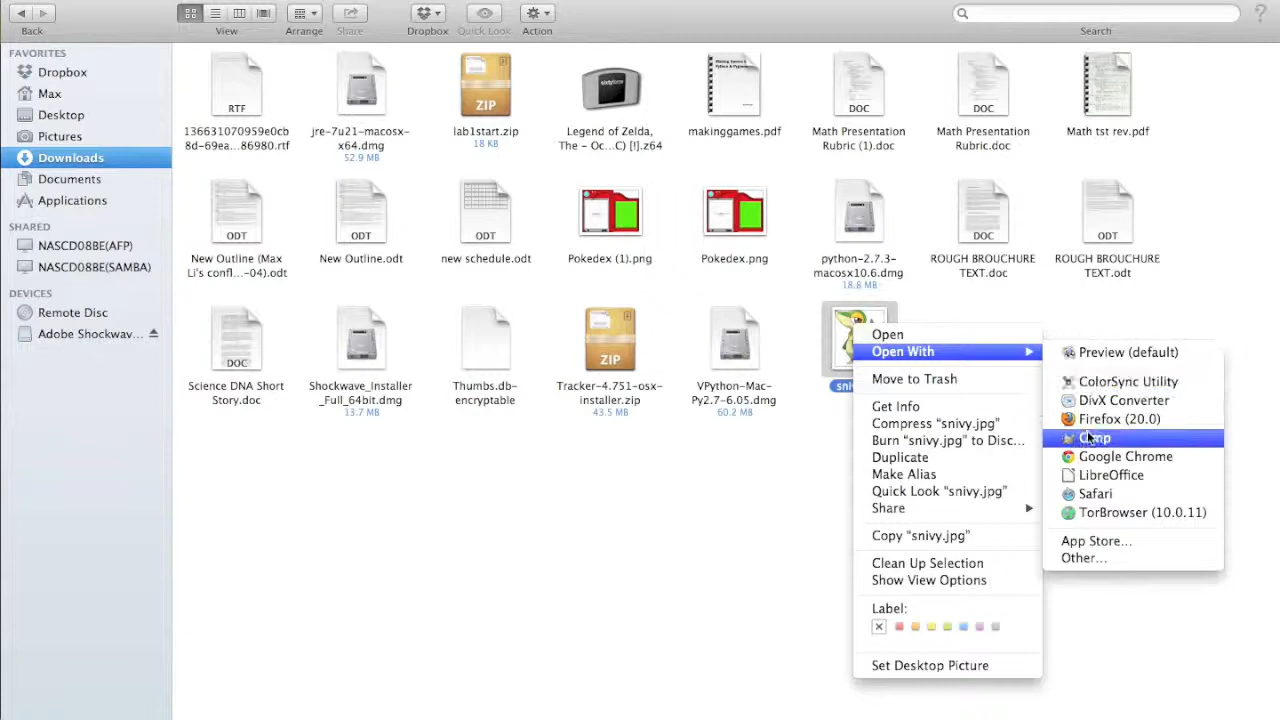 Back
View
Arrange
Share
Dropbox
Quick Look
Action
Search
FAVORITES
Dropbox
Max
Desktop
Pictures
Downloads
Documents
Applications
SHARED
NASCD08BE(AFP)
NASCD08BE(SAMBA)
DEVICES
Remote Disc
Adobe Shockwav...
RTF
136631070959e0cb
8d-69ea...86980.rtf
jre-7u21-macosx-
x64.dmg
52.9 MB
ZIP
lab1start.zip
18 KB
Legend of Zelda,
The - Oc...C) [!].z64
makinggames.pdf
DOC
Math Presentation
Rubric (1).doc
DOC
Math Presentation
Rubric.doc
Math tst rev.pdf
ODT
New Outline (Max
Li's confl...-04).odt
ODT
New Outline.odt
ODT
new schedule.odt
Pokedex (1).png
Pokedex.png
python-2.7.3-
macosx10.6.dmg
18.8 MB
DOC
ROUGH BROUCHURE
TEXT.doc
ODT
ROUGH BROUCHURE
TEXT.odt
DOC
Science DNA Short
Story.doc
Shockwave_Installer
_Full_64bit.dmg
13.7 MB
Thumbs.db-
encryptable
ZIP
Tracker-4.751-osx-
installer.zip
43.5 MB
VPython-Mac-
Py2.7-6.05.dmg
60.2 MB
Open
Open With
Move to Trash
Get Info
Compress “snivy.jpg”
Burn “snivy.jpg” to Disc...
Duplicate
Make Alias
Quick Look “snivy.jpg”
Share
Copy “snivy.jpg”
Clean Up Selection
Show View Options
Label:
Set Desktop Picture
Preview (default)
ColorSync Utility
DivX Converter
Firefox (20.0)
Gimp
Google Chrome
LibreOffice
Safari
TorBrowser (10.0.11)
App Store...
Other...